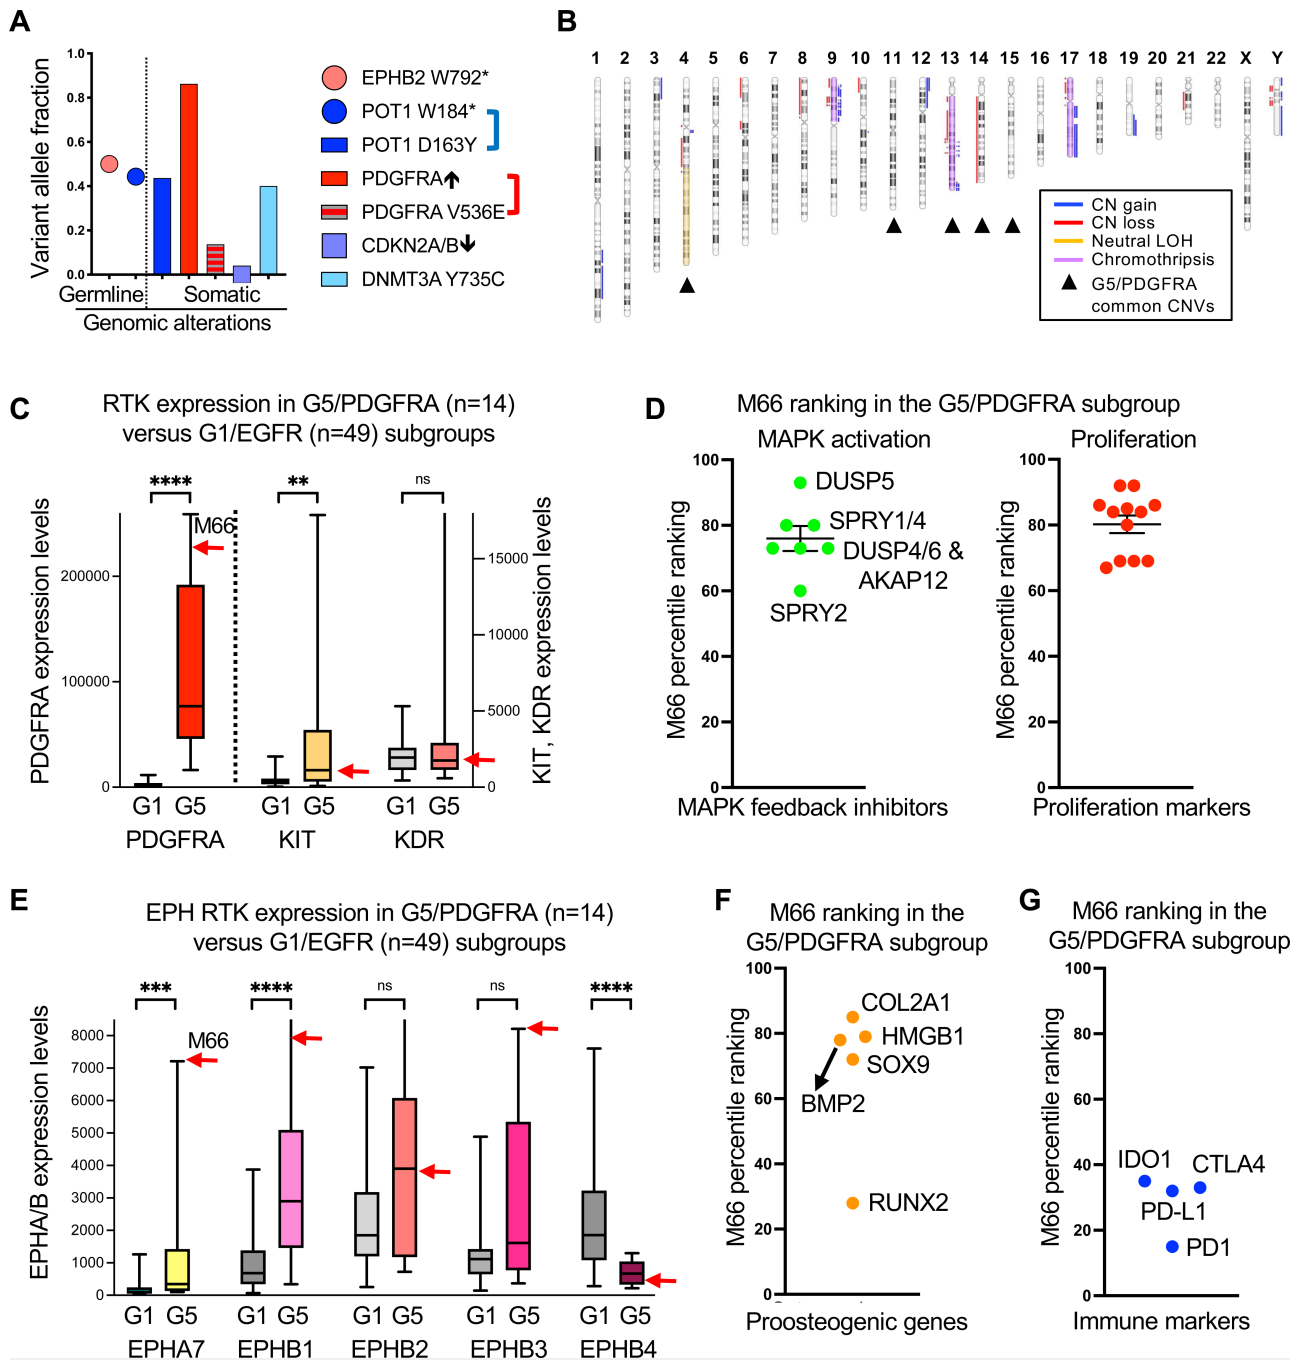 A
Variant allele fraction
1.0
0.8
0.6
0.4
0.2
0.0
Germline
Somatic
Genomic alterations
EPHB2 W792*
POT1 W184*
POT1 D163Y
PDGFRA↑
PDGFRA V536E
CDKN2A/B↓
DNMT3A Y735C
B
1 2 3 4 5 6 7 8 9 10 11 12 13 14 15 16 17 18 19 20 21 22 X Y
CN gain
CN loss
Neutral LOH
Chromothripsis
▲ G5/PDGFRA
common CNVs
C
RTK expression in G5/PDGFRA (n=14)
versus G1/EGFR (n=49) subgroups
PDGFRA expression levels
200000
100000
0
**** ** ns
M66
KIT, KDR expression levels
15000
10000
5000
0
G1 G5 G1 G5 G1 G5
PDGFRA KIT KDR
D
M66 ranking in the G5/PDGFRA subgroup
MAPK activation
M66 percentile ranking
100
80
60
40
20
0
DUSP5
SPRY1/4
DUSP4/6 &
AKAP12
SPRY2
MAPK feedback inhibitors
Proliferation
M66 percentile ranking
100
80
60
40
20
0
Proliferation markers
E
EPH RTK expression in G5/PDGFRA (n=14)
versus G1/EGFR (n=49) subgroups
EPHA/B expression levels
8000
7000
6000
5000
4000
3000
2000
1000
0
*** **** ns ns ****
M66
G1 G5 G1 G5 G1 G5 G1 G5 G1 G5
EPHA7 EPHB1 EPHB2 EPHB3 EPHB4
F
M66 ranking in the
G5/PDGFRA subgroup
M66 percentile ranking
100
80
60
40
20
0
COL2A1
HMGB1
SOX9
BMP2
RUNX2
Proosteogenic genes
G
M66 ranking in the
G5/PDGFRA subgroup
M66 percentile ranking
100
80
60
40
20
0
IDO1
CTLA4
PD-L1
PD1
Immune markers